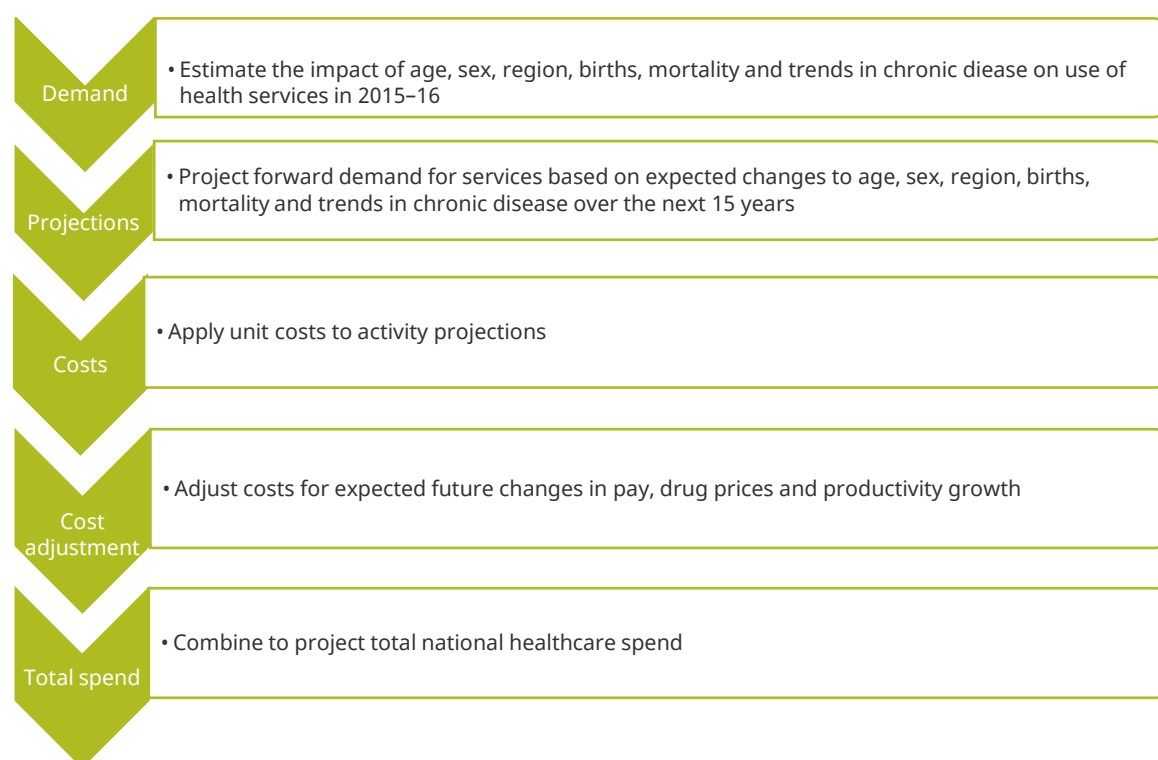 Demand
• Estimate the impact of age, sex, region, births, mortality and trends in chronic diease on use of
health services in 2015–16
Projections
• Project forward demand for services based on expected changes to age, sex, region, births,
mortality and trends in chronic disease over the next 15 years
Costs
• Apply unit costs to activity projections
Cost
adjustment
• Adjust costs for expected future changes in pay, drug prices and productivity growth
Total spend
• Combine to project total national healthcare spend